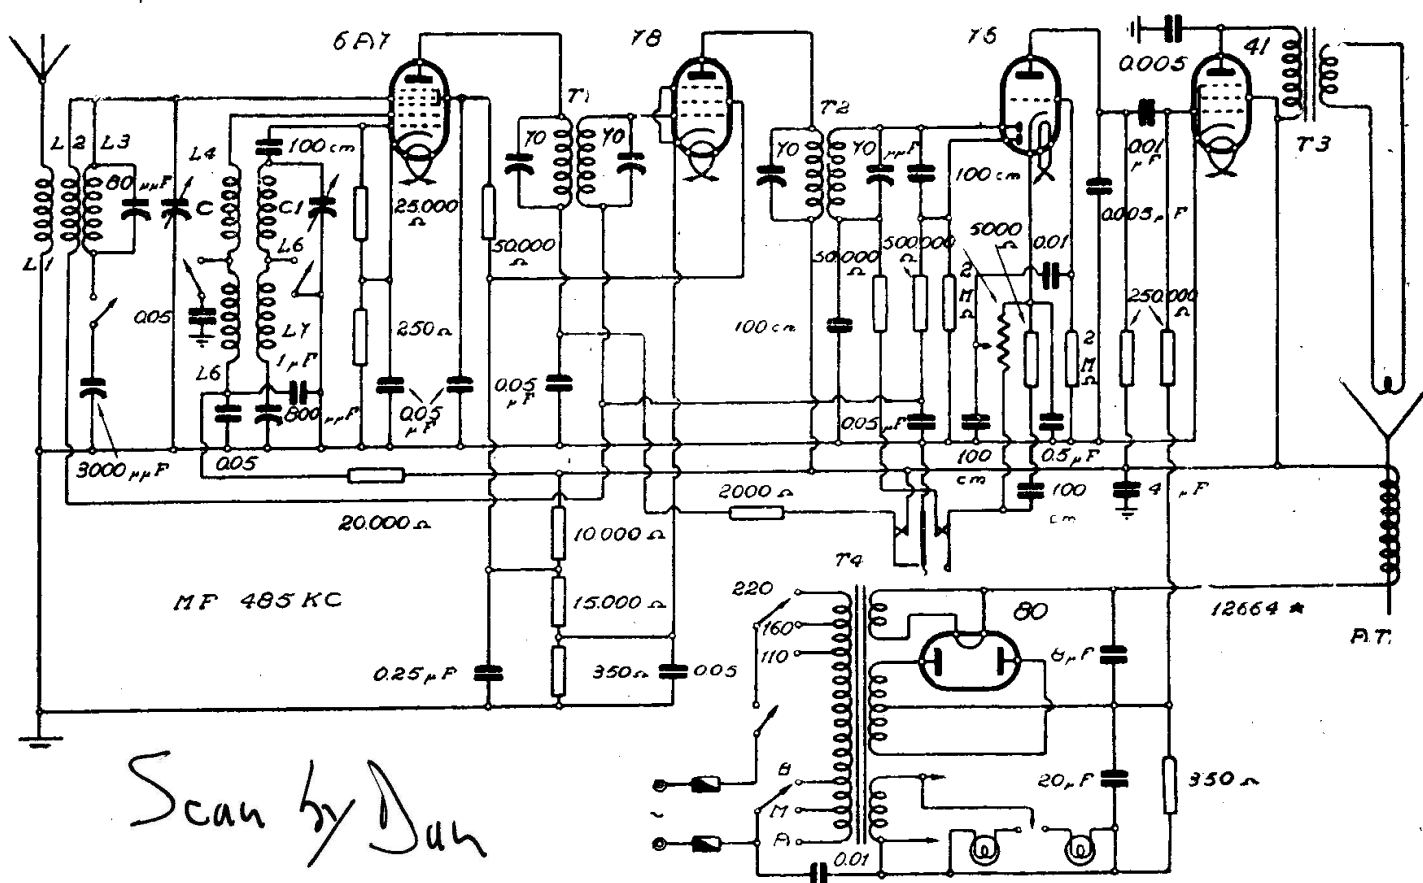 6A7
78
75
41
0.005
T1
T2
T3
L2
L3
100 cm
70
70
70
70
µµF
100 cm
0.01
µF
L4
80 µµF
C
C1
25.000
Ω
0.005 µF
L1
L6
50.000
Ω
50.000
Ω
500.000
Ω
5000
Ω
0.01
2
M
Ω
250.000
Ω
0.05
L7
250 Ω
100 cm
2
M
Ω
L6
1 µF
800 µµF
0.05
µF
0.05
µF
0.05 µF
3000 µµF
0.05
100
cm
0.5 µF
100
cm
4 µF
20.000 Ω
2000 Ω
10.000 Ω
MF 485 KC
15.000 Ω
T4
220
160
110
80
12664 *
A.T.
0.25 µF
350 Ω
0.05
8 µF
B
M
A
20 µF
350 Ω
~
0.01
Scan by Dan